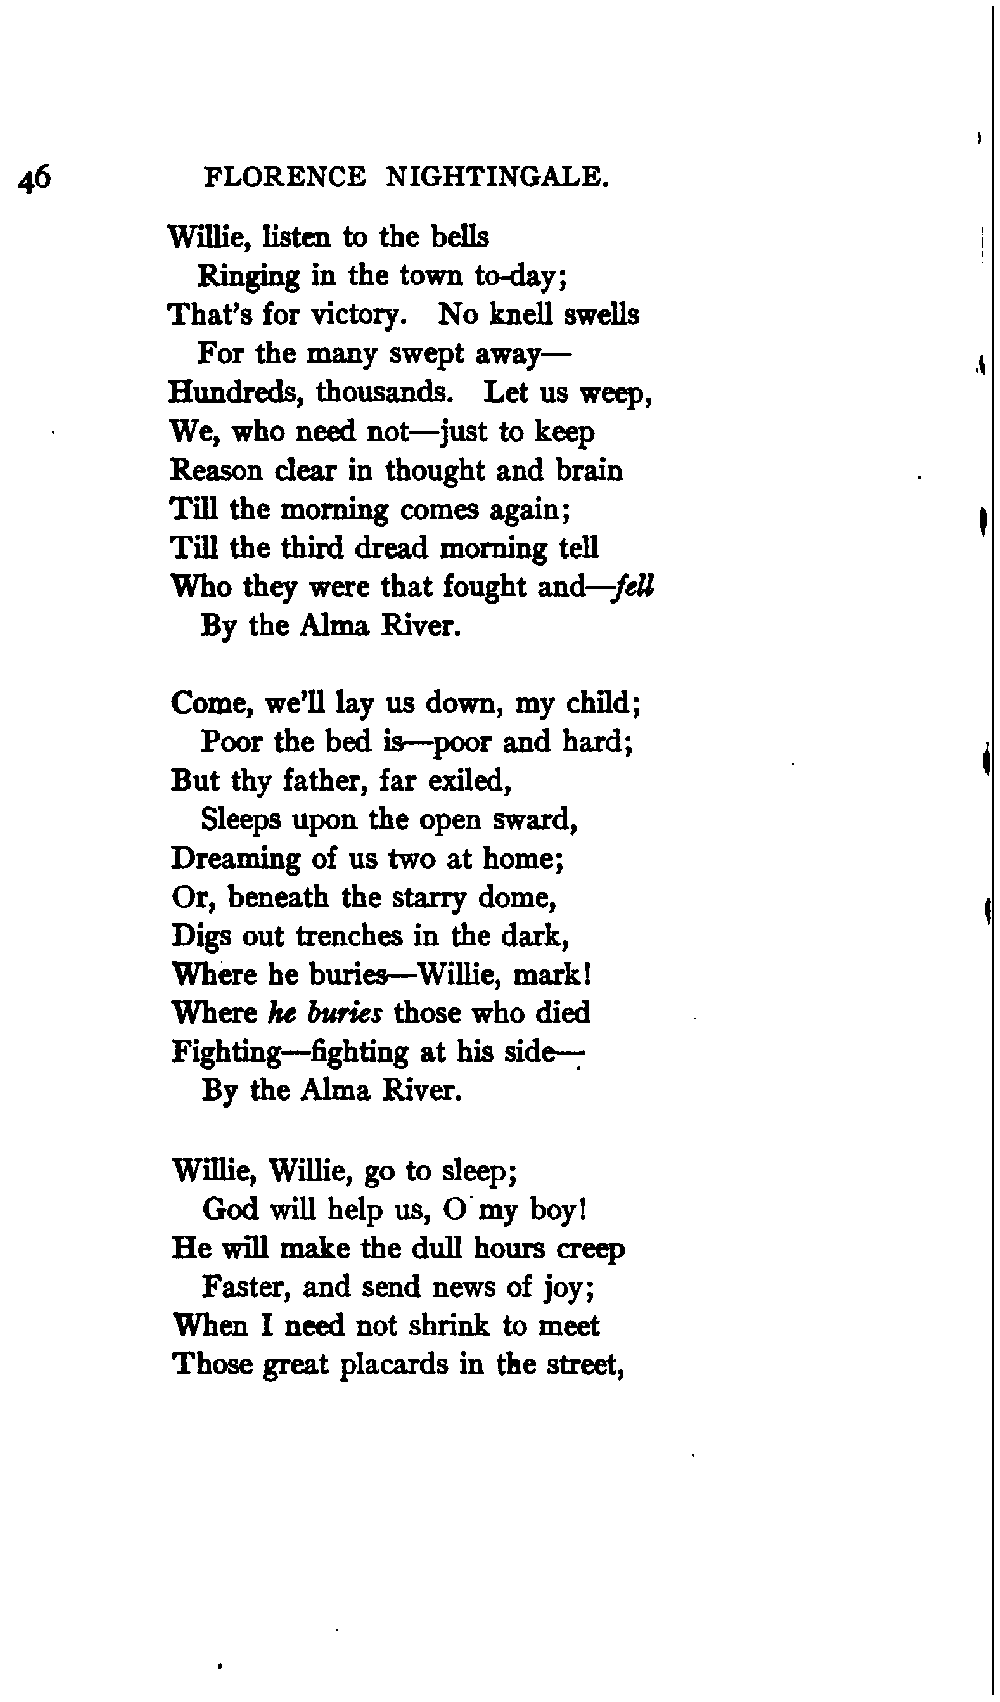 46 FLORENCE NIGHTINGALE.
Willie, listen to the bells
Ringing in the town to-day;
That's for victory. No knell swells
For the many swept away—
Hundreds, thousands. Let us weep,
We, who need not—just to keep
Reason clear in thought and brain
Till the morning comes again;
Till the third dread morning tell
Who they were that fought and—fell
By the Alma River.
Come, we'll lay us down, my child;
Poor the bed is—poor and hard;
But thy father, far exiled,
Sleeps upon the open sward,
Dreaming of us two at home;
Or, beneath the starry dome,
Digs out trenches in the dark,
Where he buries—Willie, mark!
Where he buries those who died
Fighting—fighting at his side—
By the Alma River.
Willie, Willie, go to sleep;
God will help us, O my boy!
He will make the dull hours creep
Faster, and send news of joy;
When I need not shrink to meet
Those great placards in the street,